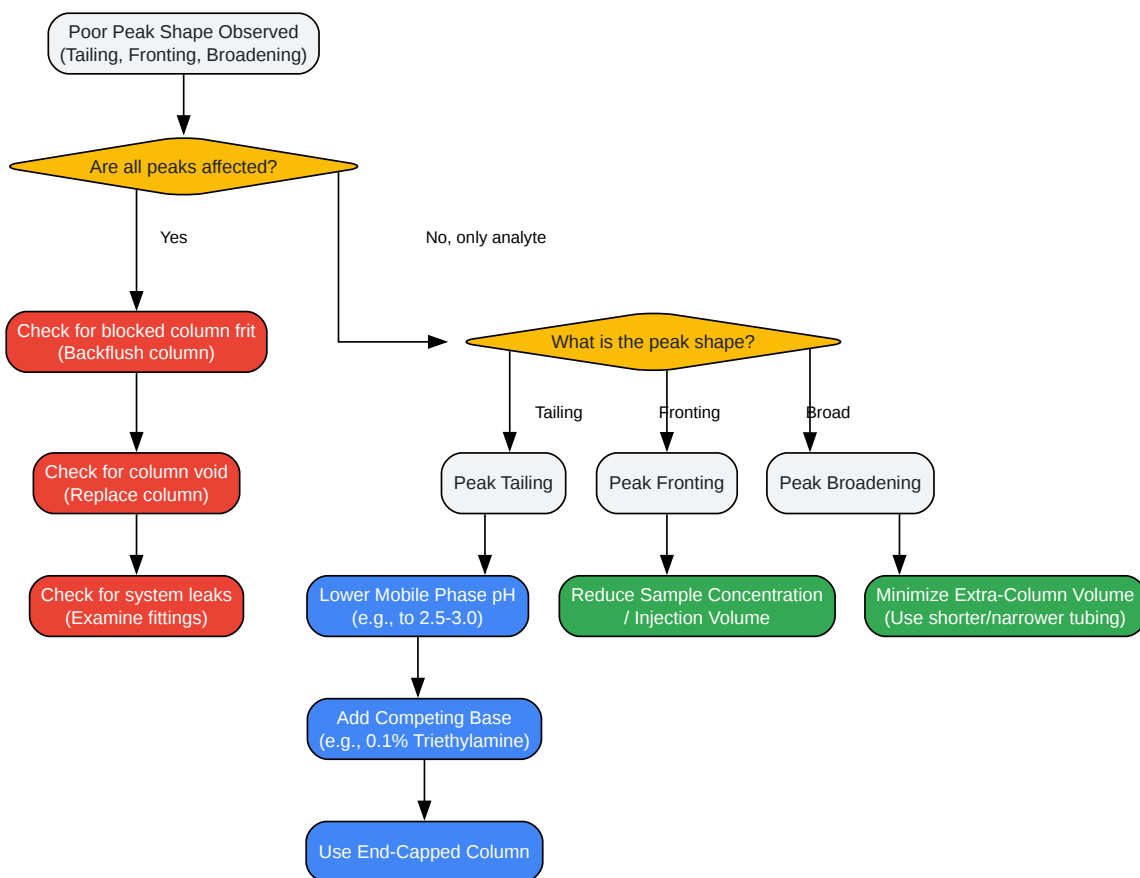 Poor Peak Shape Observed
(Tailing, Fronting, Broadening)
Are all peaks affected?
Yes
No, only analyte
Check for blocked column frit
(Backflush column)
What is the peak shape?
Tailing
Fronting
Broad
Check for column void
(Replace column)
Peak Tailing
Peak Fronting
Peak Broadening
Check for system leaks
(Examine fittings)
Lower Mobile Phase pH
(e.g., to 2.5-3.0)
Reduce Sample Concentration
/ Injection Volume
Minimize Extra-Column Volume
(Use shorter/narrower tubing)
Add Competing Base
(e.g., 0.1% Triethylamine)
Use End-Capped Column